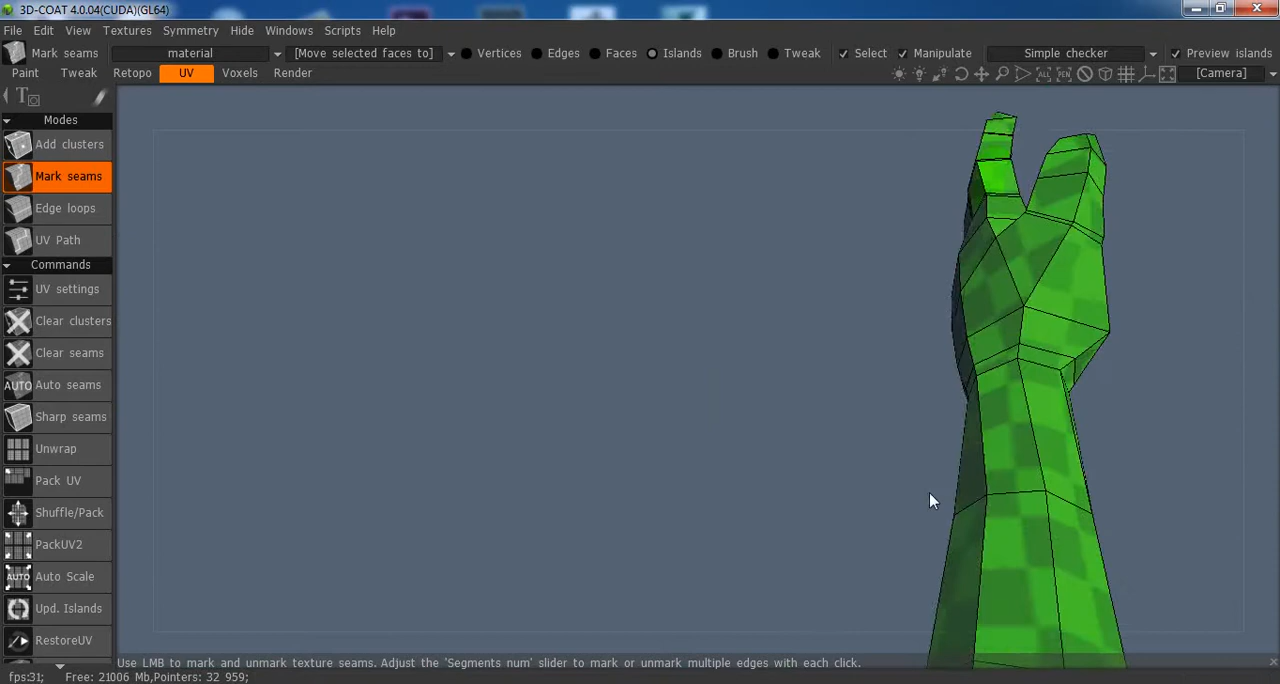 3D-COAT 4.0.04(CUDA)(GL64)
File Edit View Textures Symmetry Hide Windows Scripts Help
Mark seams material [Move selected faces to] Vertices Edges Faces Islands Brush Tweak Select Manipulate Simple checker Preview islands
Paint Tweak Retopo UV Voxels Render ALL PEN [Camera]
T
Modes
Add clusters
Mark seams
Edge loops
UV Path
Commands
UV settings
Clear clusters
Clear seams
AUTO Auto seams
Sharp seams
Unwrap
Pack UV
Shuffle/Pack
PackUV2
AUTO Auto Scale
Upd. Islands
RestoreUV
Use LMB to mark and unmark texture seams. Adjust the 'Segments num' slider to mark or unmark multiple edges with each click.
fps:31; Free: 21006 Mb,Pointers: 32 959;